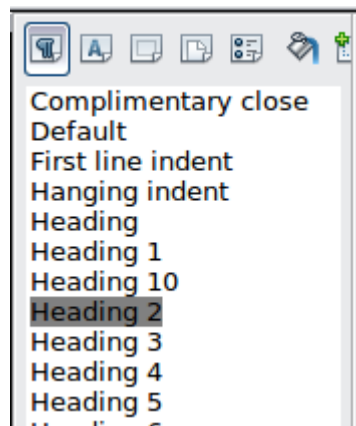 Complimentary close
Default
First line indent
Hanging indent
Heading
Heading 1
Heading 10
Heading 2
Heading 3
Heading 4
Heading 5